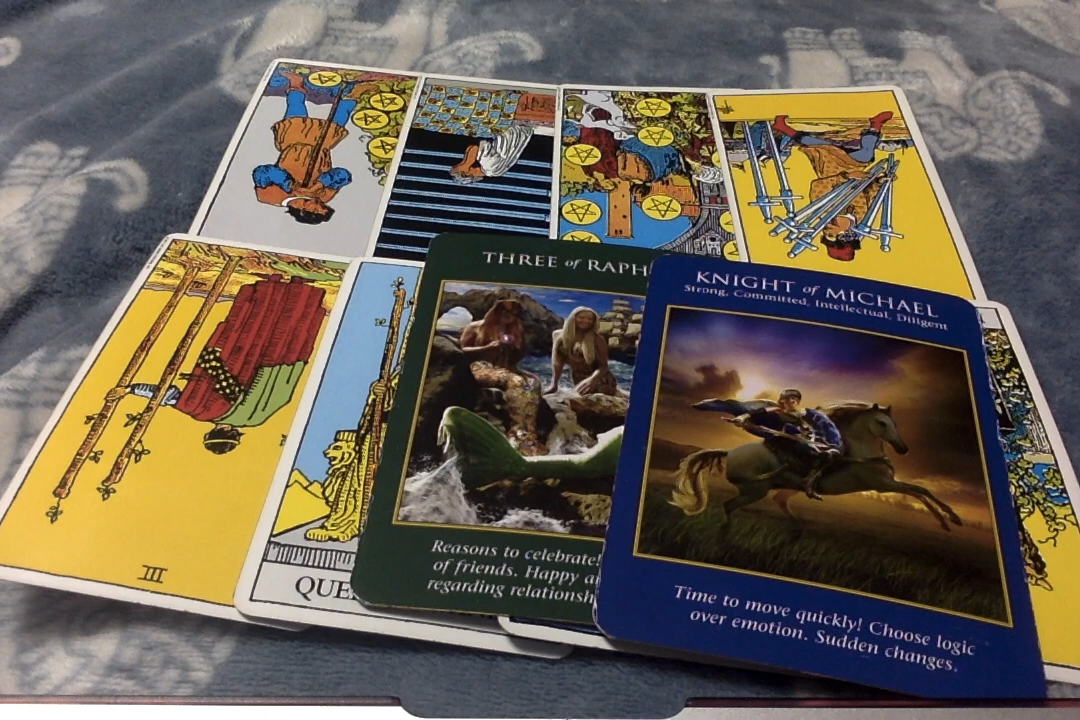 THREE of RAPH
KNIGHT of MICHAEL
Strong, Committed, Intellectual, Diligent
III
QUE
Reasons to celebrate!
of friends. Happy a
regarding relationsh
Time to move quickly! Choose logic
over emotion. Sudden changes.